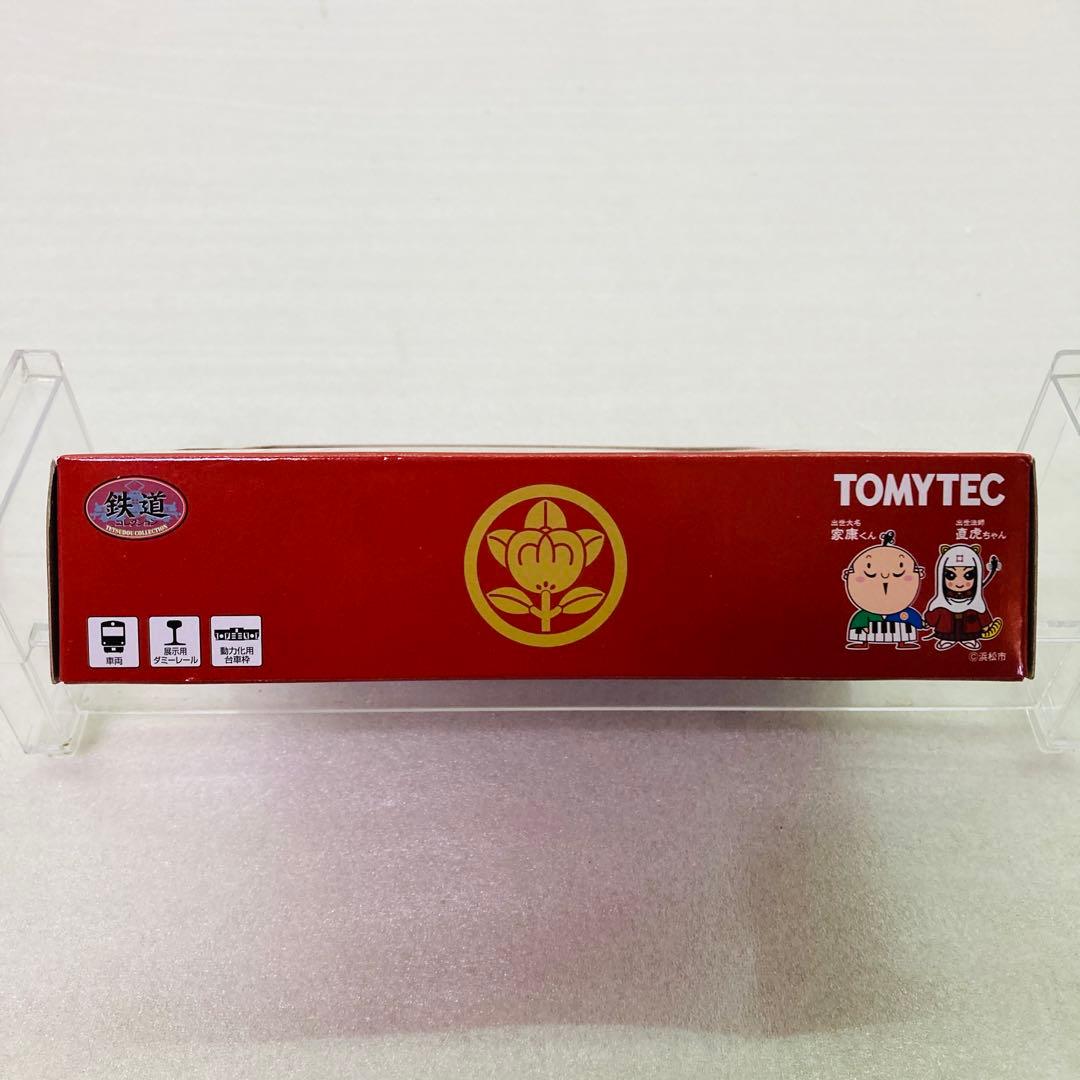 鉄道
コレクション
TETSUDOU COLLECTION
TOMYTEC
出世大名
家康くん
出世法師
直虎ちゃん
車両
展示用
ダミーレール
動力化用
台車枠
©浜松市